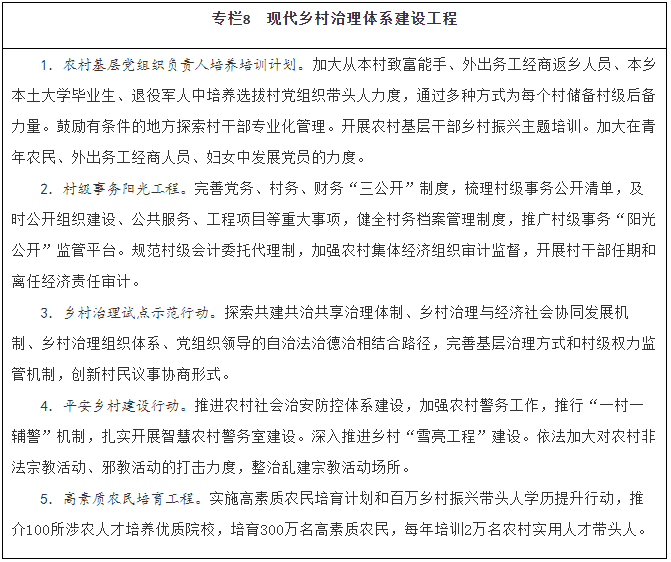 专栏8　现代乡村治理体系建设工程
1. 农村基层党组织负责人培养培训计划。加大从本村致富能手、外出务工经商返乡人员、本乡
本土大学毕业生、退役军人中培养选拔村党组织带头人力度，通过多种方式为每个村储备村级后备
力量。鼓励有条件的地方探索村干部专业化管理。开展农村基层干部乡村振兴主题培训。加大在青
年农民、外出务工经商人员、妇女中发展党员的力度。
2. 村级事务阳光工程。完善党务、村务、财务“三公开”制度，梳理村级事务公开清单，及
时公开组织建设、公共服务、工程项目等重大事项，健全村务档案管理制度，推广村级事务“阳光
公开”监管平台。规范村级会计委托代理制，加强农村集体经济组织审计监督，开展村干部任期和
离任经济责任审计。
3. 乡村治理试点示范行动。探索共建共治共享治理体制、乡村治理与经济社会协同发展机
制、乡村治理组织体系、党组织领导的自治法治德治相结合路径，完善基层治理方式和村级权力监
管机制，创新村民议事协商形式。
4. 平安乡村建设行动。推进农村社会治安防控体系建设，加强农村警务工作，推行“一村一
辅警”机制，扎实开展智慧农村警务室建设。深入推进乡村“雪亮工程”建设。依法加大对农村非
法宗教活动、邪教活动的打击力度，整治乱建宗教活动场所。
5. 高素质农民培育工程。实施高素质农民培育计划和百万乡村振兴带头人学历提升行动，推
介100所涉农人才培养优质院校，培育300万名高素质农民，每年培训2万名农村实用人才带头人。